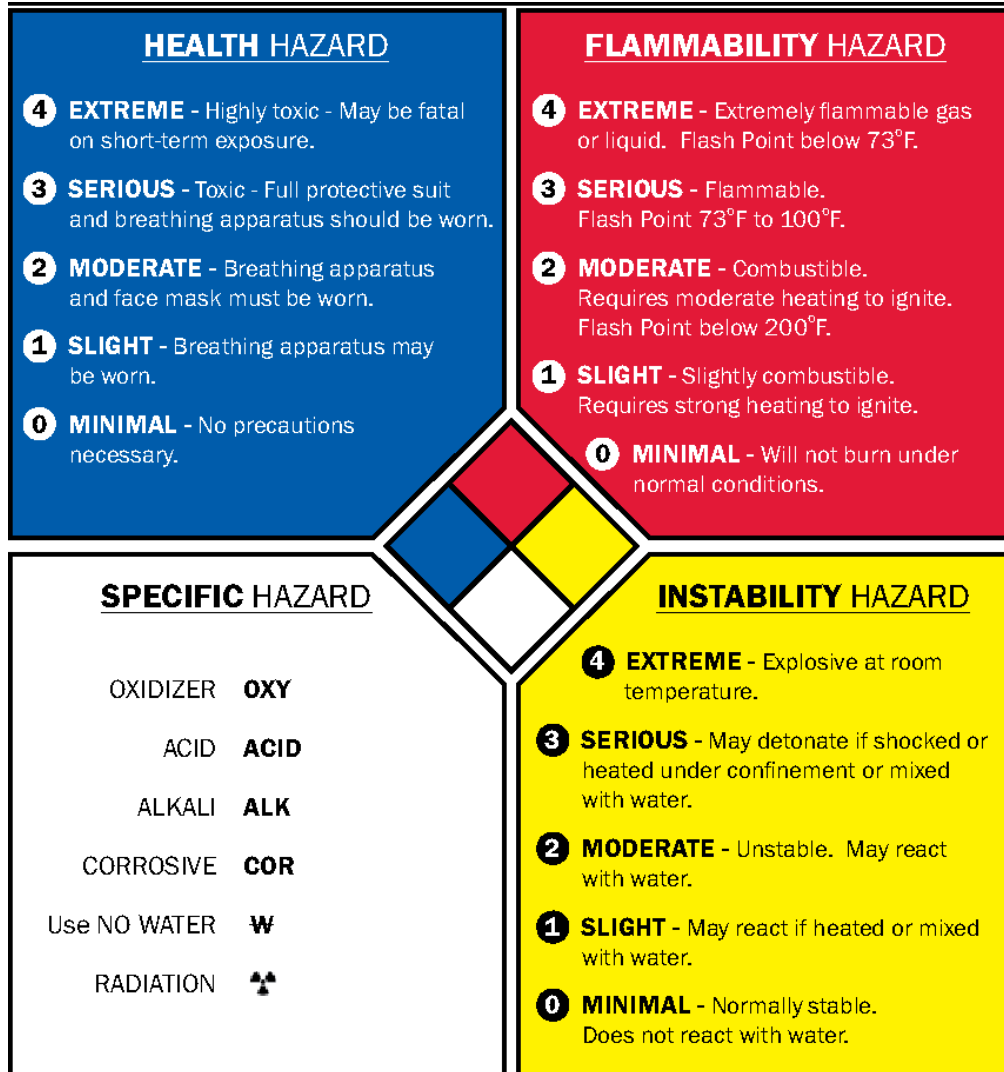 HEALTH HAZARD
4 EXTREME - Highly toxic - May be fatal
on short-term exposure.
3 SERIOUS - Toxic - Full protective suit
and breathing apparatus should be worn.
2 MODERATE - Breathing apparatus
and face mask must be worn.
1 SLIGHT - Breathing apparatus may
be worn.
0 MINIMAL - No precautions
necessary.
FLAMMABILITY HAZARD
4 EXTREME - Extremely flammable gas
or liquid. Flash Point below 73°F.
3 SERIOUS - Flammable.
Flash Point 73°F to 100°F.
2 MODERATE - Combustible.
Requires moderate heating to ignite.
Flash Point below 200°F.
1 SLIGHT - Slightly combustible.
Requires strong heating to ignite.
0 MINIMAL - Will not burn under
normal conditions.
SPECIFIC HAZARD
OXIDIZER OXY
ACID ACID
ALKALI ALK
CORROSIVE COR
Use NO WATER W̶
RADIATION ☢
INSTABILITY HAZARD
4 EXTREME - Explosive at room
temperature.
3 SERIOUS - May detonate if shocked or
heated under confinement or mixed
with water.
2 MODERATE - Unstable. May react
with water.
1 SLIGHT - May react if heated or mixed
with water.
0 MINIMAL - Normally stable.
Does not react with water.